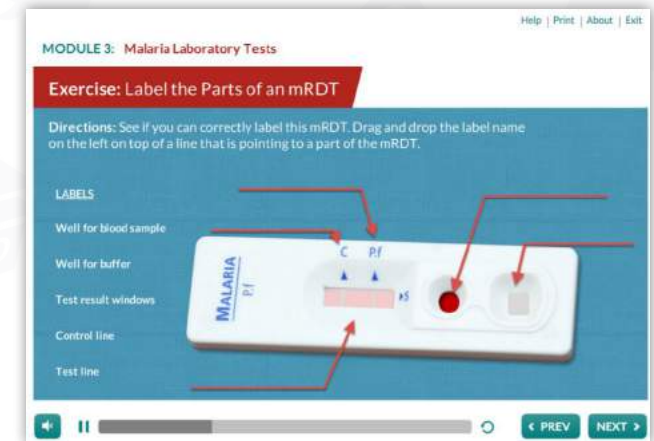 Help | Print | About | Exit
MODULE 3: Malaria Laboratory Tests
Exercise: Label the Parts of an mRDT
Directions: See if you can correctly label this mRDT. Drag and drop the label name
on the left on top of a line that is pointing to a part of the mRDT.
LABELS
Well for blood sample
Well for buffer
Test result windows
Control line
Test line
MALARIA
P.f
C P.f
S
< PREV
NEXT >